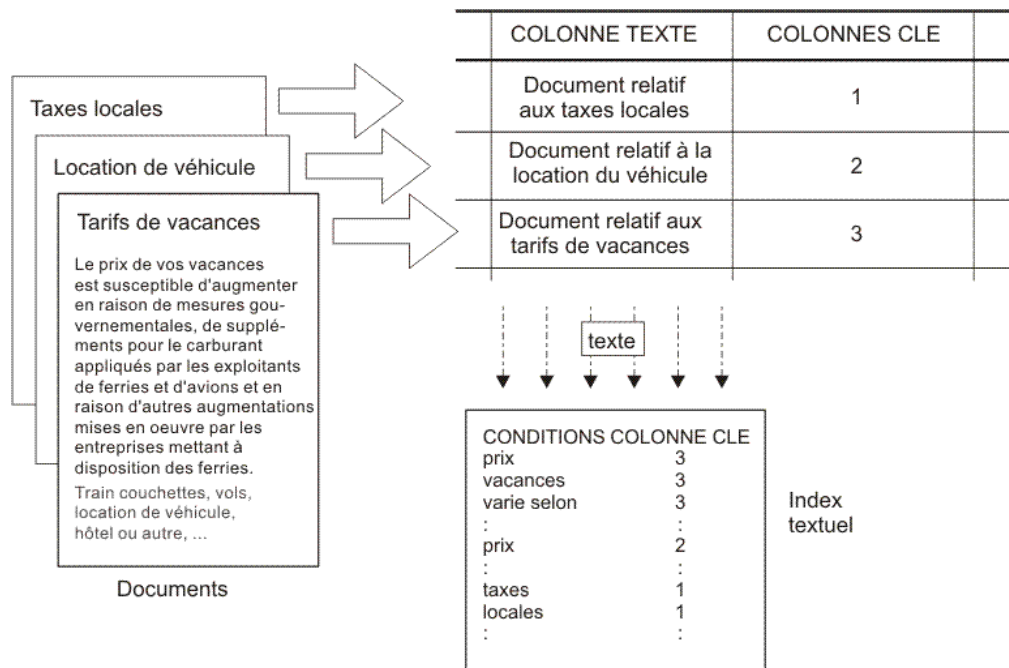 COLONNE TEXTE COLONNES CLE
Taxes locales
Document relatif
aux taxes locales
1
Location de véhicule
Document relatif à la
location du véhicule
2
Tarifs de vacances
Document relatif aux
tarifs de vacances
3
Le prix de vos vacances
est susceptible d'augmenter
en raison de mesures gou-
vernementales, de supplé-
ments pour le carburant
appliqués par les exploitants
de ferries et d'avions et en
raison d'autres augmentations
mises en oeuvre par les
entreprises mettant à
disposition des ferries.
Train couchettes, vols,
location de véhicule,
hôtel ou autre, ...
Documents
texte
CONDITIONS COLONNE CLE
prix 3
vacances 3
varie selon 3
: :
prix 2
: :
taxes 1
locales 1
: :
Index
textuel